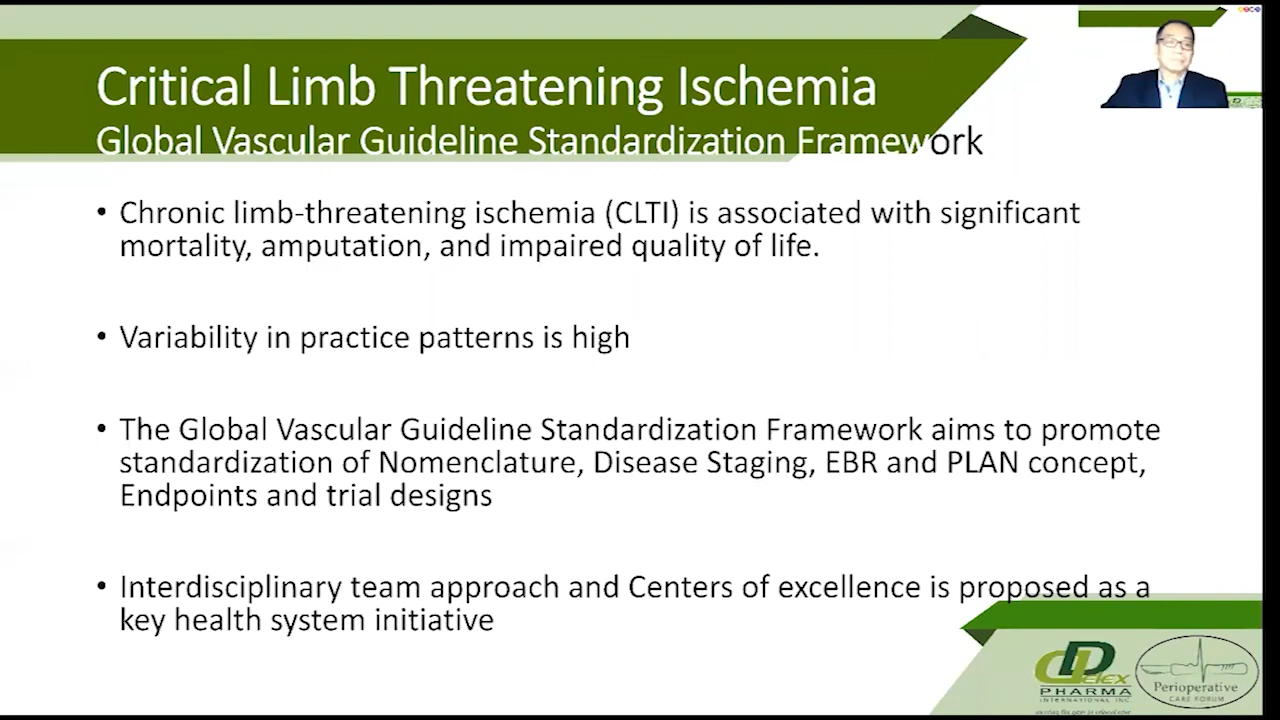 Critical Limb Threatening Ischemia
Global Vascular Guideline Standardization Framework
• Chronic limb-threatening ischemia (CLTI) is associated with significant
mortality, amputation, and impaired quality of life.
• Variability in practice patterns is high
• The Global Vascular Guideline Standardization Framework aims to promote
standardization of Nomenclature, Disease Staging, EBR and PLAN concept,
Endpoints and trial designs
• Interdisciplinary team approach and Centers of excellence is proposed as a
key health system initiative
PHARMA
INTERNATIONAL INC.
Perioperative
CARE FORUM